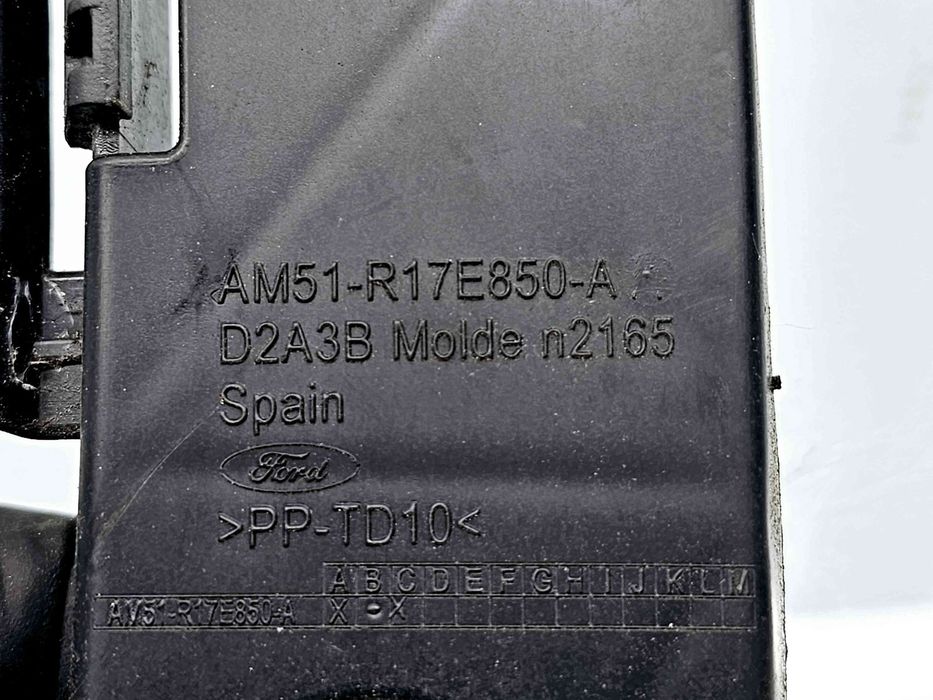 AM51-R17E850-A
D2A3B Molde n2165
Spain
Ford
>PP-TD10<
A B C D E F G H I J K L M
AM51-R17E850-A X - X